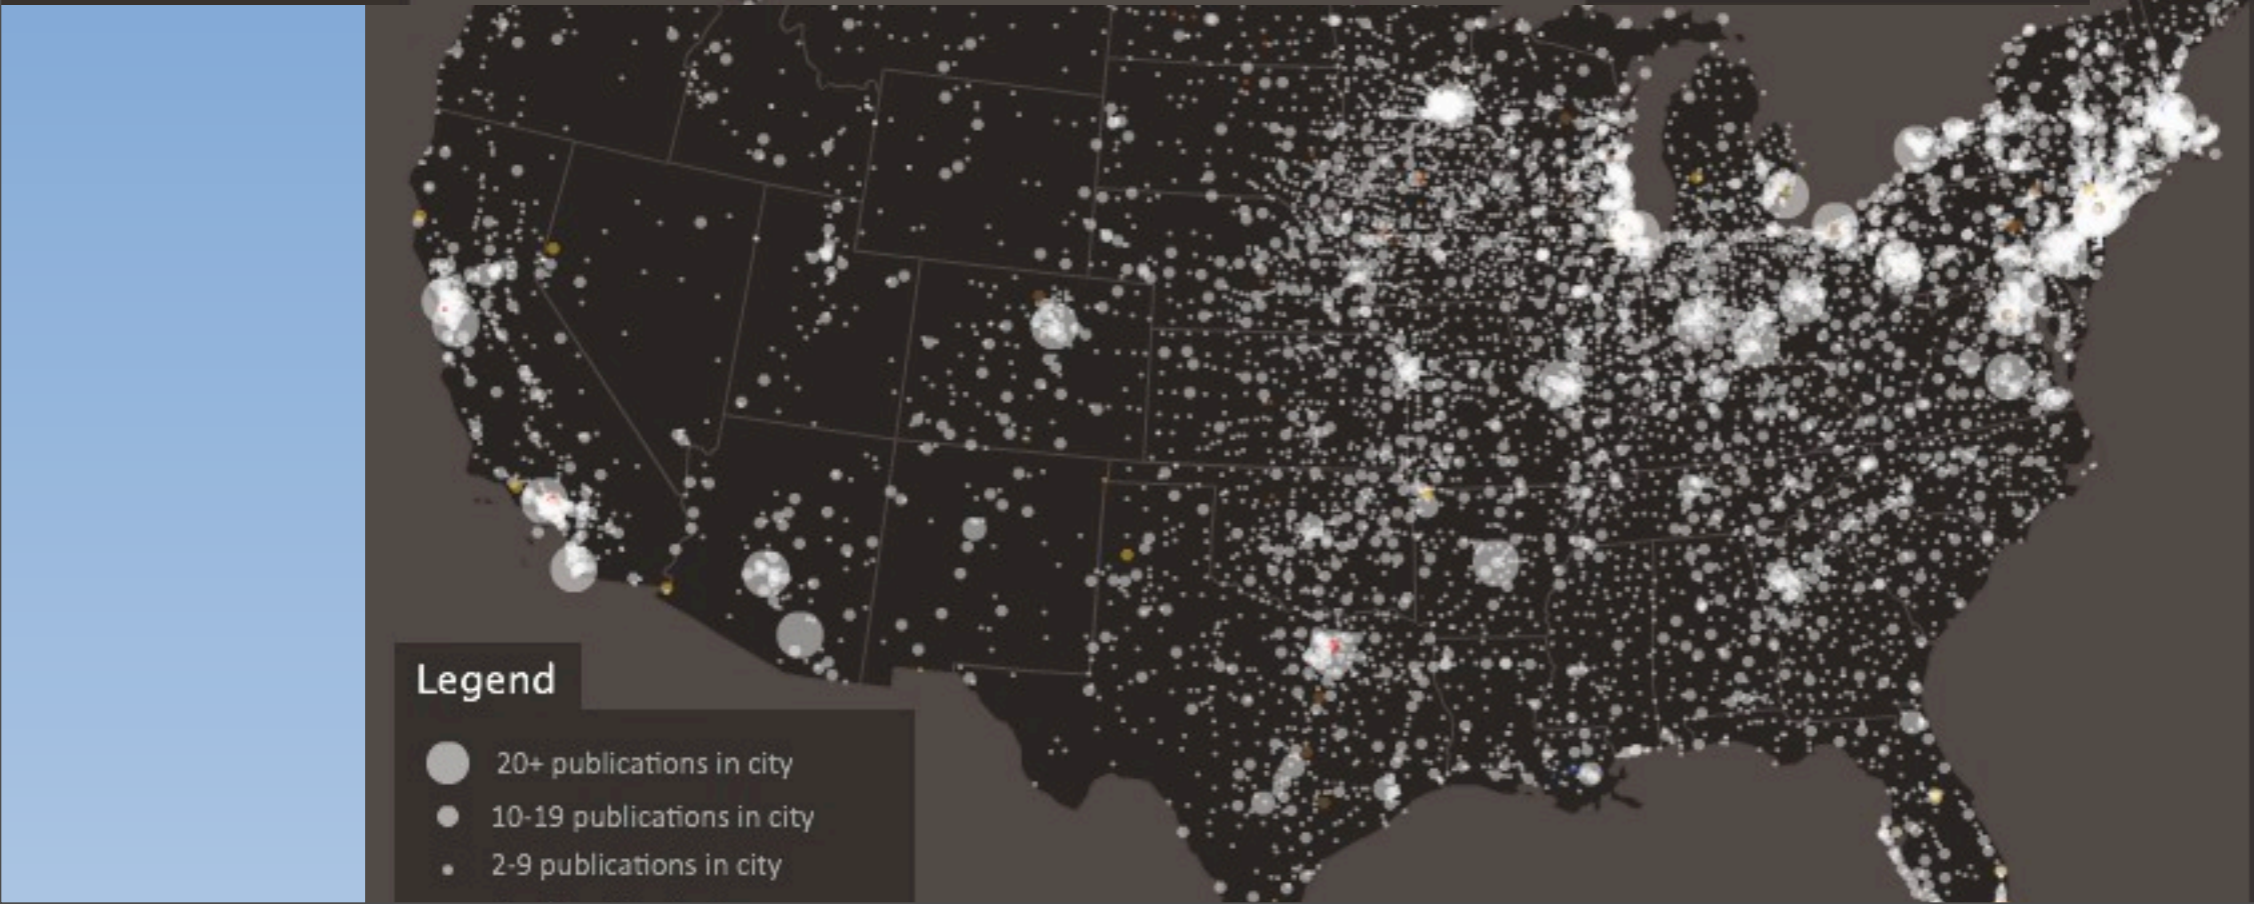 Legend
20+ publications in city
10-19 publications in city
2-9 publications in city